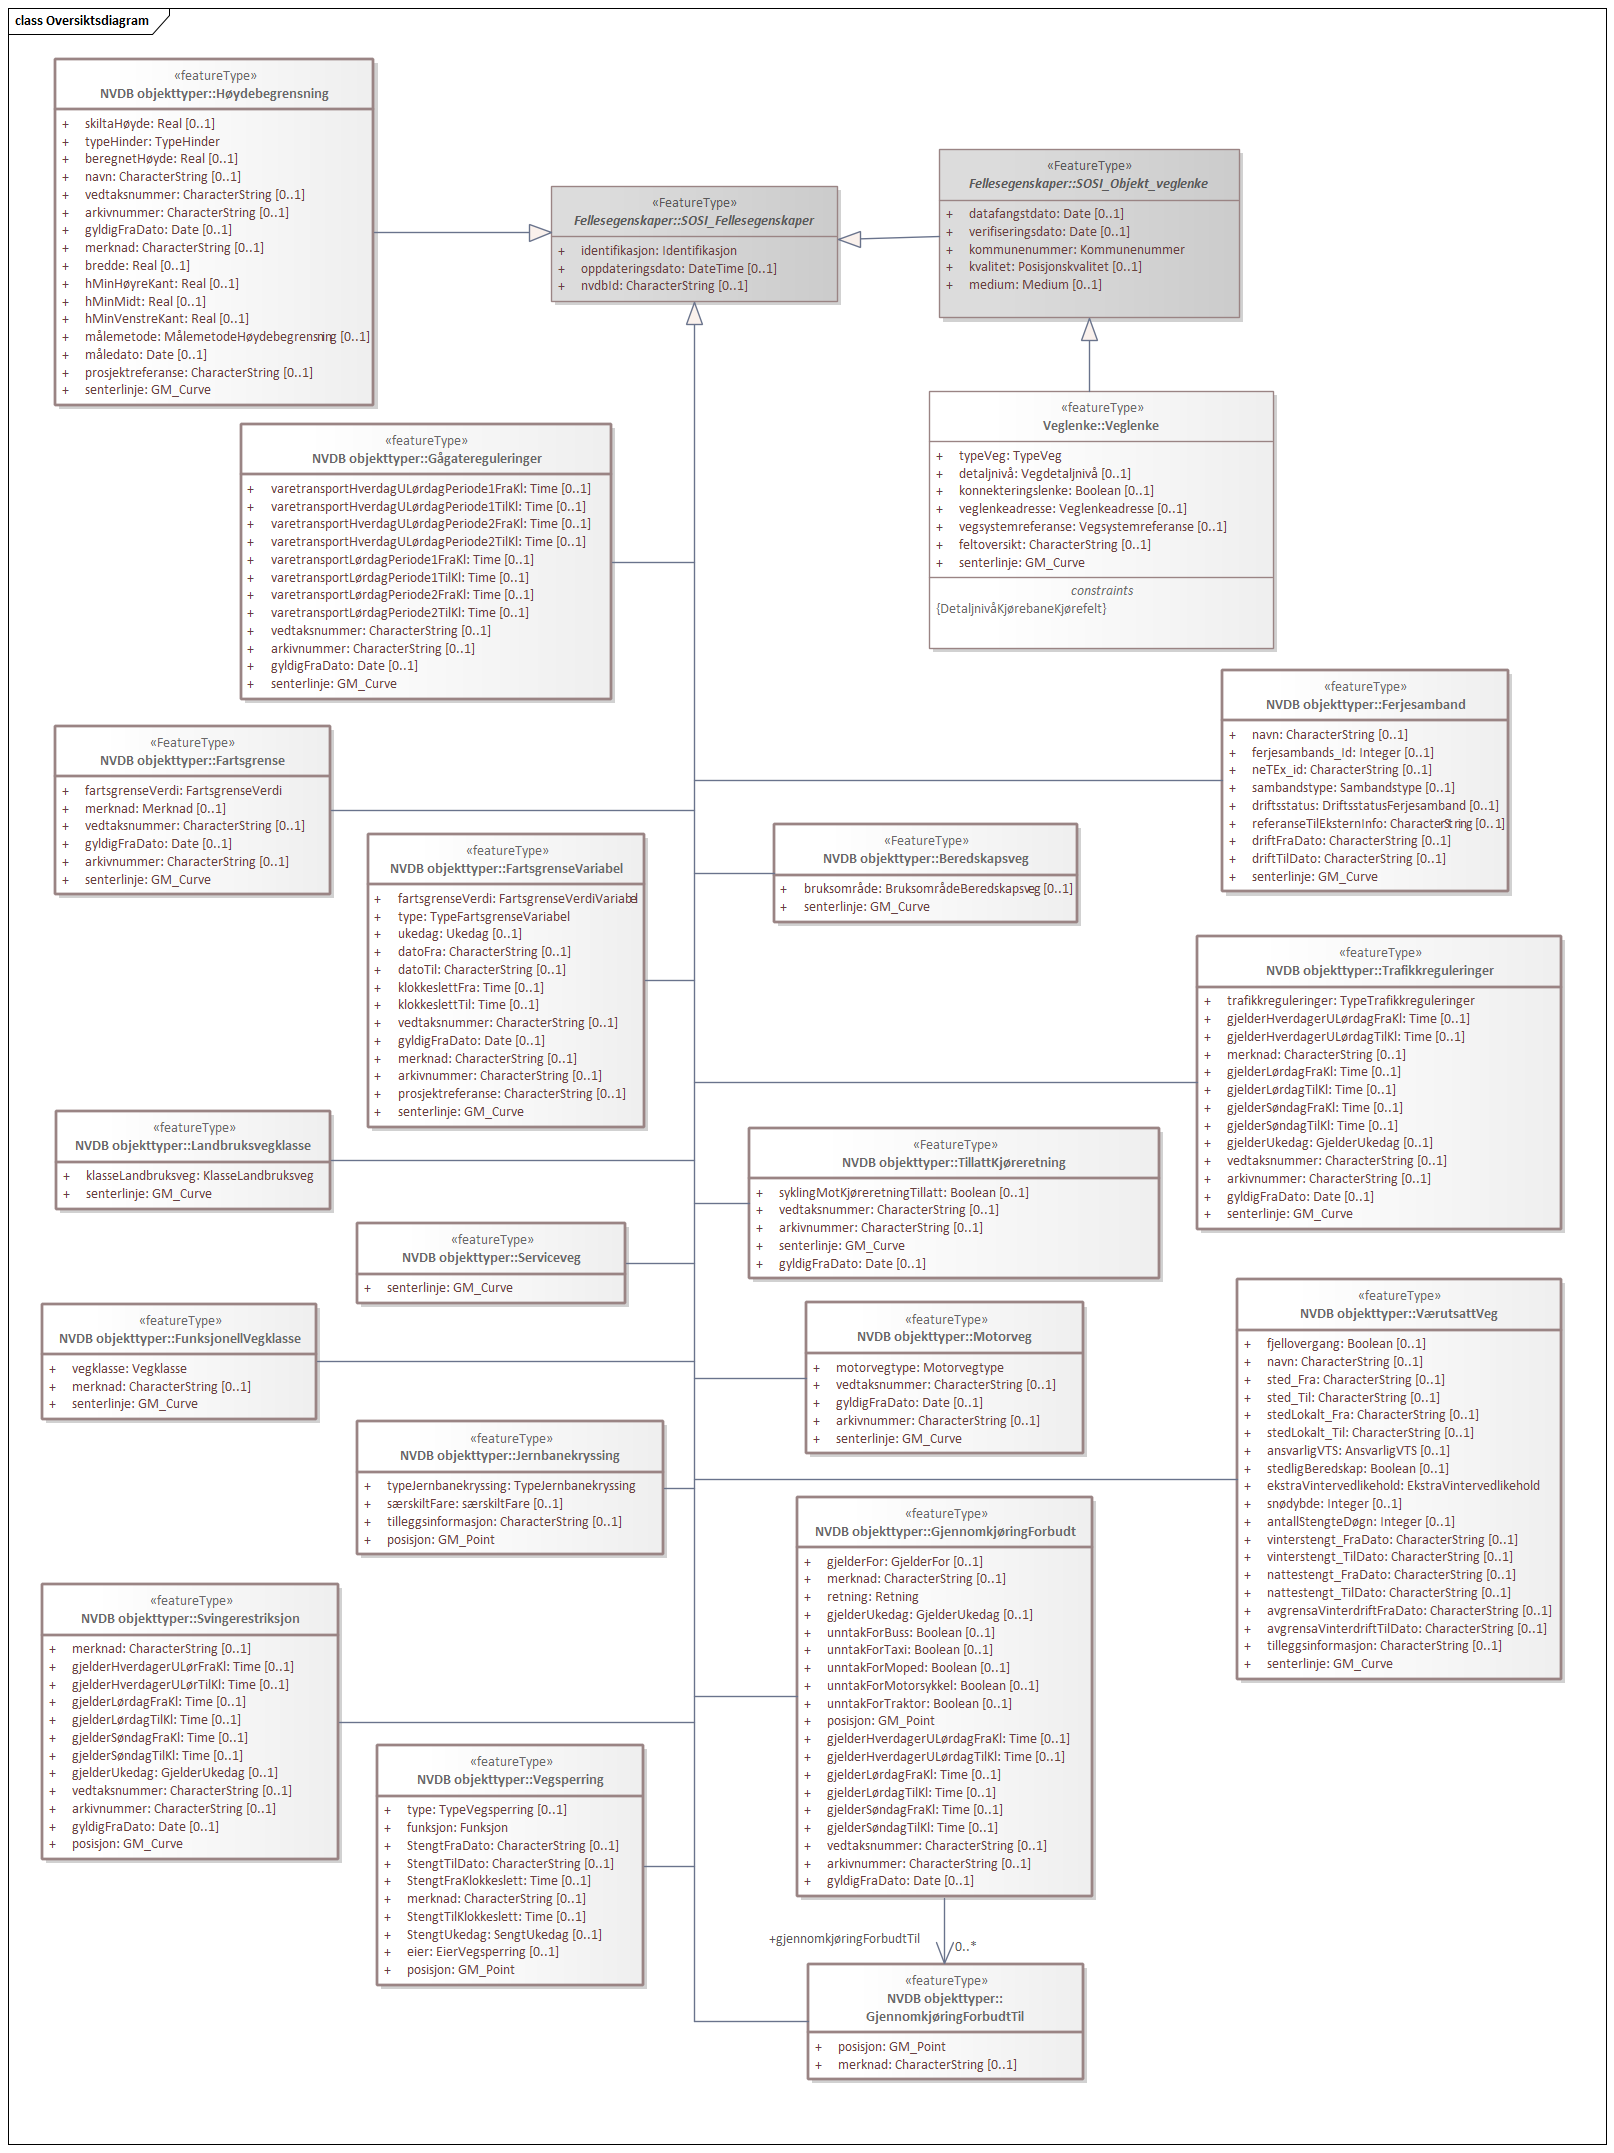 class Oversiktsdiagram
«featureType»
NVDB objekttyper::Høydebegrensning
+ skiltaHøyde: Real [0..1]
+ typeHinder: TypeHinder
+ beregnetHøyde: Real [0..1]
+ navn: CharacterString [0..1]
+ vedtaksnummer: CharacterString [0..1]
+ arkivnummer: CharacterString [0..1]
+ gyldigFraDato: Date [0..1]
+ merknad: CharacterString [0..1]
+ bredde: Real [0..1]
+ hMinHøyreKant: Real [0..1]
+ hMinMidt: Real [0..1]
+ hMinVenstreKant: Real [0..1]
+ målemetode: MålemetodeHøydebegrensning [0..1]
+ måledato: Date [0..1]
+ prosjektreferanse: CharacterString [0..1]
+ senterlinje: GM_Curve
«FeatureType»
Fellesegenskaper::SOSI_Fellesegenskaper
+ identifikasjon: Identifikasjon
+ oppdateringsdato: DateTime [0..1]
+ nvdbId: CharacterString [0..1]
«FeatureType»
Fellesegenskaper::SOSI_Objekt_veglenke
+ datafangstdato: Date [0..1]
+ verifiseringsdato: Date [0..1]
+ kommunenummer: Kommunenummer
+ kvalitet: Posisjonskvalitet [0..1]
+ medium: Medium [0..1]
«featureType»
Veglenke::Veglenke
+ typeVeg: TypeVeg
+ detaljnivå: Vegdetaljnivå [0..1]
+ konnekteringslenke: Boolean [0..1]
+ veglenkeadresse: Veglenkeadresse [0..1]
+ vegsystemreferanse: Vegsystemreferanse [0..1]
+ feltoversikt: CharacterString [0..1]
+ senterlinje: GM_Curve
constraints
{DetaljnivåKjørebaneKjørefelt}
«featureType»
NVDB objekttyper::Gågatereguleringer
+ varetransportHverdagULørdagPeriode1FraKl: Time [0..1]
+ varetransportHverdagULørdagPeriode1TilKl: Time [0..1]
+ varetransportHverdagULørdagPeriode2FraKl: Time [0..1]
+ varetransportHverdagULørdagPeriode2TilKl: Time [0..1]
+ varetransportLørdagPeriode1FraKl: Time [0..1]
+ varetransportLørdagPeriode1TilKl: Time [0..1]
+ varetransportLørdagPeriode2FraKl: Time [0..1]
+ varetransportLørdagPeriode2TilKl: Time [0..1]
+ vedtaksnummer: CharacterString [0..1]
+ arkivnummer: CharacterString [0..1]
+ gyldigFraDato: Date [0..1]
+ senterlinje: GM_Curve
«featureType»
NVDB objekttyper::Ferjesamband
+ navn: CharacterString [0..1]
+ ferjesambands_Id: Integer [0..1]
+ neTEx_id: CharacterString [0..1]
+ sambandstype: Sambandstype [0..1]
+ driftsstatus: DriftsstatusFerjesamband [0..1]
+ referanseTilEksternInfo: CharacterString [0..1]
+ driftFraDato: CharacterString [0..1]
+ driftTilDato: CharacterString [0..1]
+ senterlinje: GM_Curve
«FeatureType»
NVDB objekttyper::Fartsgrense
+ fartsgrenseVerdi: FartsgrenseVerdi
+ merknad: Merknad [0..1]
+ vedtaksnummer: CharacterString [0..1]
+ gyldigFraDato: Date [0..1]
+ arkivnummer: CharacterString [0..1]
+ senterlinje: GM_Curve
«featureType»
NVDB objekttyper::FartsgrenseVariabel
+ fartsgrenseVerdi: FartsgrenseVerdiVariabel
+ type: TypeFartsgrenseVariabel
+ ukedag: Ukedag [0..1]
+ datoFra: CharacterString [0..1]
+ datoTil: CharacterString [0..1]
+ klokkeslettFra: Time [0..1]
+ klokkeslettTil: Time [0..1]
+ vedtaksnummer: CharacterString [0..1]
+ gyldigFraDato: Date [0..1]
+ merknad: CharacterString [0..1]
+ arkivnummer: CharacterString [0..1]
+ prosjektreferanse: CharacterString [0..1]
+ senterlinje: GM_Curve
«FeatureType»
NVDB objekttyper::Beredskapsveg
+ bruksområde: BruksområdeBeredskapsveg [0..1]
+ senterlinje: GM_Curve
«featureType»
NVDB objekttyper::Trafikkreguleringer
+ trafikkreguleringer: TypeTrafikkreguleringer
+ gjelderHverdagerULørdagFraKl: Time [0..1]
+ gjelderHverdagerULørdagTilKl: Time [0..1]
+ merknad: CharacterString [0..1]
+ gjelderLørdagFraKl: Time [0..1]
+ gjelderLørdagTilKl: Time [0..1]
+ gjelderSøndagFraKl: Time [0..1]
+ gjelderSøndagTilKl: Time [0..1]
+ gjelderUkedag: GjelderUkedag [0..1]
+ vedtaksnummer: CharacterString [0..1]
+ arkivnummer: CharacterString [0..1]
+ gyldigFraDato: Date [0..1]
+ senterlinje: GM_Curve
«featureType»
NVDB objekttyper::Landbruksvegklasse
+ klasseLandbruksveg: KlasseLandbruksveg
+ senterlinje: GM_Curve
«FeatureType»
NVDB objekttyper::TillattKjøreretning
+ syklingMotKjøreretningTillatt: Boolean [0..1]
+ vedtaksnummer: CharacterString [0..1]
+ arkivnummer: CharacterString [0..1]
+ senterlinje: GM_Curve
+ gyldigFraDato: Date [0..1]
«featureType»
NVDB objekttyper::Serviceveg
+ senterlinje: GM_Curve
«featureType»
NVDB objekttyper::FunksjonellVegklasse
+ vegklasse: Vegklasse
+ merknad: CharacterString [0..1]
+ senterlinje: GM_Curve
«featureType»
NVDB objekttyper::Motorveg
+ motorvegtype: Motorvegtype
+ vedtaksnummer: CharacterString [0..1]
+ gyldigFraDato: Date [0..1]
+ arkivnummer: CharacterString [0..1]
+ senterlinje: GM_Curve
«featureType»
NVDB objekttyper::VærutsattVeg
+ fjellovergang: Boolean [0..1]
+ navn: CharacterString [0..1]
+ sted_Fra: CharacterString [0..1]
+ sted_Til: CharacterString [0..1]
+ stedLokalt_Fra: CharacterString [0..1]
+ stedLokalt_Til: CharacterString [0..1]
+ ansvarligVTS: AnsvarligVTS [0..1]
+ stedligBeredskap: Boolean [0..1]
+ ekstraVintervedlikehold: EkstraVintervedlikehold
+ snødybde: Integer [0..1]
+ antallStengteDøgn: Integer [0..1]
+ vinterstengt_FraDato: CharacterString [0..1]
+ vinterstengt_TilDato: CharacterString [0..1]
+ nattestengt_FraDato: CharacterString [0..1]
+ nattestengt_TilDato: CharacterString [0..1]
+ avgrensaVinterdriftFraDato: CharacterString [0..1]
+ avgrensaVinterdriftTilDato: CharacterString [0..1]
+ tilleggsinformasjon: CharacterString [0..1]
+ senterlinje: GM_Curve
«featureType»
NVDB objekttyper::Jernbanekryssing
+ typeJernbanekryssing: TypeJernbanekryssing
+ særskiltFare: særskiltFare [0..1]
+ tilleggsinformasjon: CharacterString [0..1]
+ posisjon: GM_Point
«featureType»
NVDB objekttyper::GjennomkjøringForbudt
+ gjelderFor: GjelderFor [0..1]
+ merknad: CharacterString [0..1]
+ retning: Retning
+ gjelderUkedag: GjelderUkedag [0..1]
+ unntakForBuss: Boolean [0..1]
+ unntakForTaxi: Boolean [0..1]
+ unntakForMoped: Boolean [0..1]
+ unntakForMotorsykkel: Boolean [0..1]
+ unntakForTraktor: Boolean [0..1]
+ posisjon: GM_Point
+ gjelderHverdagerULørdagFraKl: Time [0..1]
+ gjelderHverdagerULørdagTilKl: Time [0..1]
+ gjelderLørdagFraKl: Time [0..1]
+ gjelderLørdagTilKl: Time [0..1]
+ gjelderSøndagFraKl: Time [0..1]
+ gjelderSøndagTilKl: Time [0..1]
+ vedtaksnummer: CharacterString [0..1]
+ arkivnummer: CharacterString [0..1]
+ gyldigFraDato: Date [0..1]
«featureType»
NVDB objekttyper::Svingerestriksjon
+ merknad: CharacterString [0..1]
+ gjelderHverdagerULørFraKl: Time [0..1]
+ gjelderHverdagerULørTilKl: Time [0..1]
+ gjelderLørdagFraKl: Time [0..1]
+ gjelderLørdagTilKl: Time [0..1]
+ gjelderSøndagFraKl: Time [0..1]
+ gjelderSøndagTilKl: Time [0..1]
+ gjelderUkedag: GjelderUkedag [0..1]
+ vedtaksnummer: CharacterString [0..1]
+ arkivnummer: CharacterString [0..1]
+ gyldigFraDato: Date [0..1]
+ posisjon: GM_Curve
«featureType»
NVDB objekttyper::Vegsperring
+ type: TypeVegsperring [0..1]
+ funksjon: Funksjon
+ StengtFraDato: CharacterString [0..1]
+ StengtTilDato: CharacterString [0..1]
+ StengtFraKlokkeslett: Time [0..1]
+ merknad: CharacterString [0..1]
+ StengtTilKlokkeslett: Time [0..1]
+ StengtUkedag: SengtUkedag [0..1]
+ eier: EierVegsperring [0..1]
+ posisjon: GM_Point
+gjennomkjøringForbudtTil
0..*
«featureType»
NVDB objekttyper::
GjennomkjøringForbudtTil
+ posisjon: GM_Point
+ merknad: CharacterString [0..1]